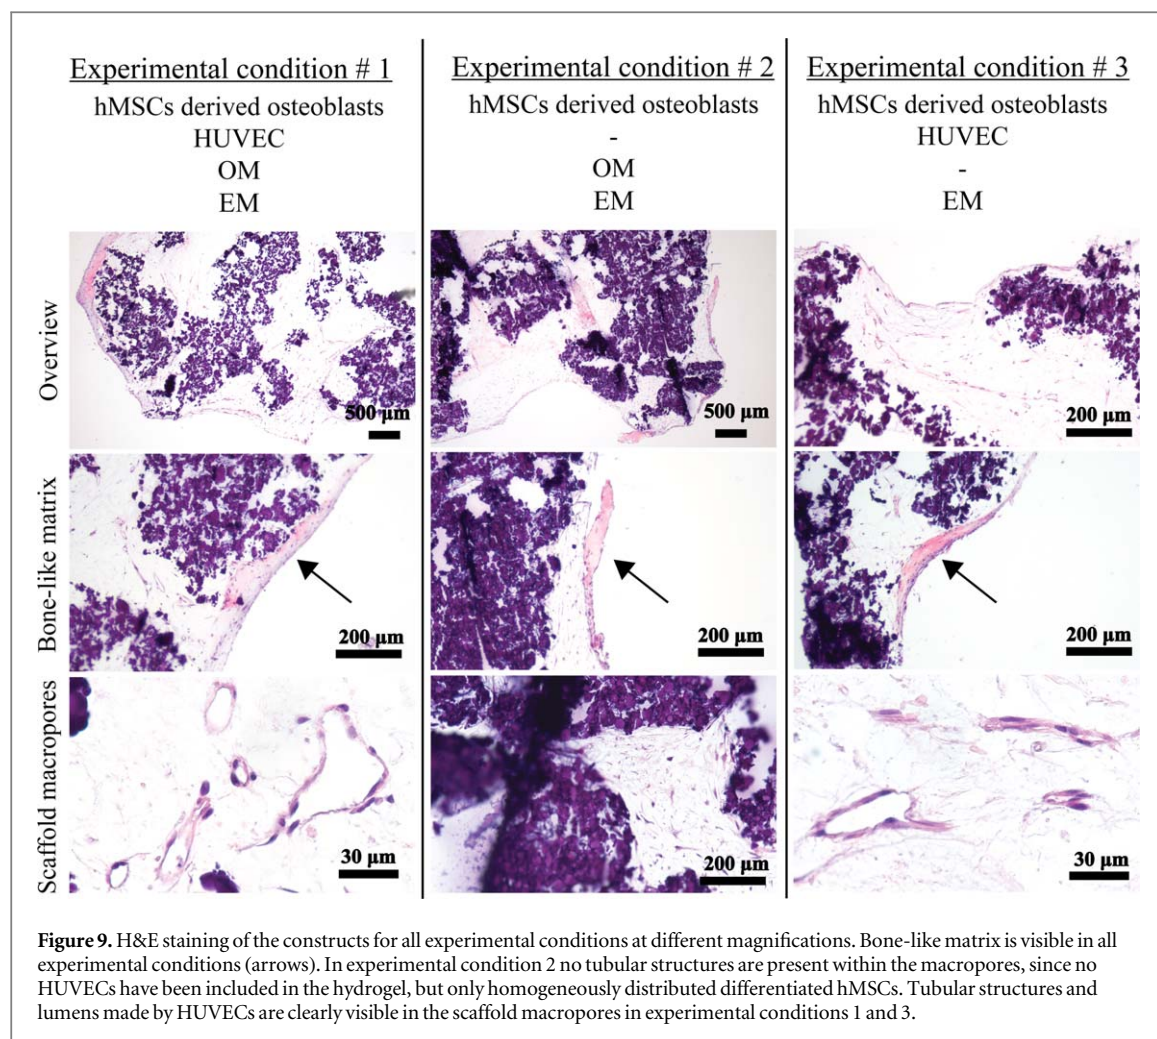 Experimental condition # 1
hMSCs derived osteoblasts
HUVEC
OM
EM
Experimental condition # 2
hMSCs derived osteoblasts
-
OM
EM
Experimental condition # 3
hMSCs derived osteoblasts
HUVEC
-
EM
Overview
500 µm
500 µm
200 µm
Bone-like matrix
200 µm
200 µm
200 µm
Scaffold macropores
30 µm
200 µm
30 µm
Figure 9. H&E staining of the constructs for all experimental conditions at different magnifications. Bone-like matrix is visible in all
experimental conditions (arrows). In experimental condition 2 no tubular structures are present within the macropores, since no
HUVECs have been included in the hydrogel, but only homogeneously distributed differentiated hMSCs. Tubular structures and
lumens made by HUVECs are clearly visible in the scaffold macropores in experimental conditions 1 and 3.